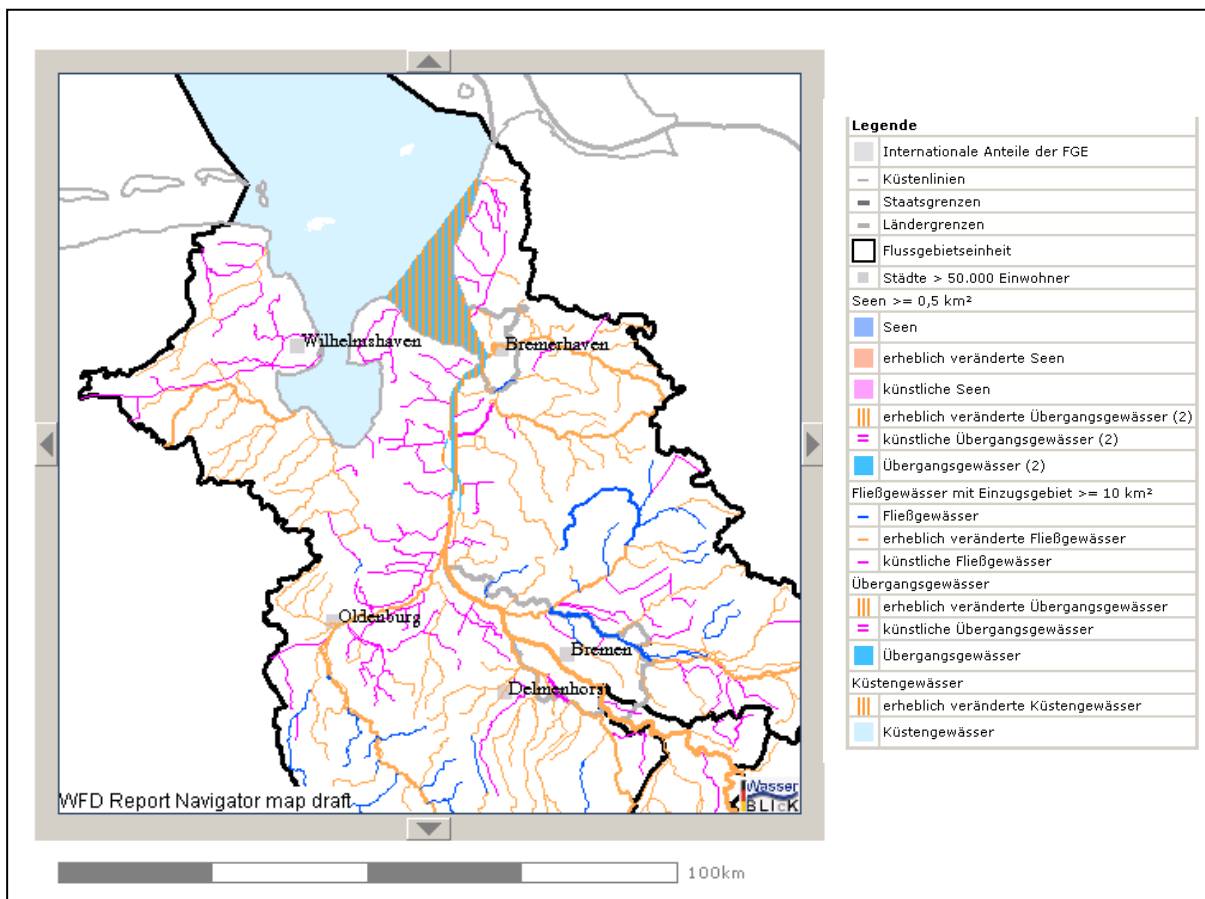 Wilhelmshaven
Bremerhaven
Oldenburg
Bremen
Delmenhorst
WFD Report Navigator map draft
Wasser
BLIcK
100km
Legende
Internationale Anteile der FGE
Küstenlinien
Staatsgrenzen
Ländergrenzen
Flussgebietseinheit
Städte > 50.000 Einwohner
Seen >= 0,5 km²
Seen
erheblich veränderte Seen
künstliche Seen
erheblich veränderte Übergangsgewässer (2)
künstliche Übergangsgewässer (2)
Übergangsgewässer (2)
Fließgewässer mit Einzugsgebiet >= 10 km²
Fließgewässer
erheblich veränderte Fließgewässer
künstliche Fließgewässer
Übergangsgewässer
erheblich veränderte Übergangsgewässer
künstliche Übergangsgewässer
Übergangsgewässer
Küstengewässer
erheblich veränderte Küstengewässer
Küstengewässer